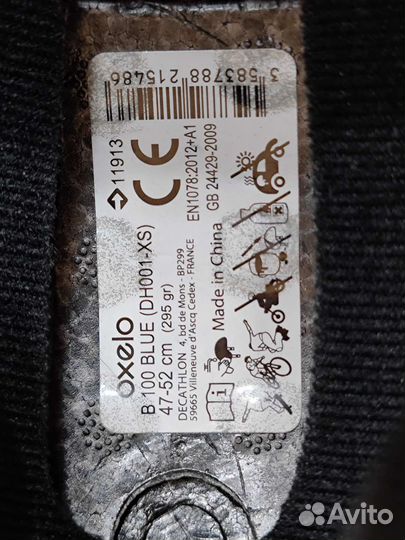 oxelo
B 100 BLUE (DH001-XS)
47-52 cm (295 gr)
DECATHLON 4, bd de Mons - BP299
59665 Villeneuve d'Ascq Cedex - FRANCE
Made in China
11913
CE
EN1078:2012+A1
GB 24429-2009
3 583788 215486
Avito